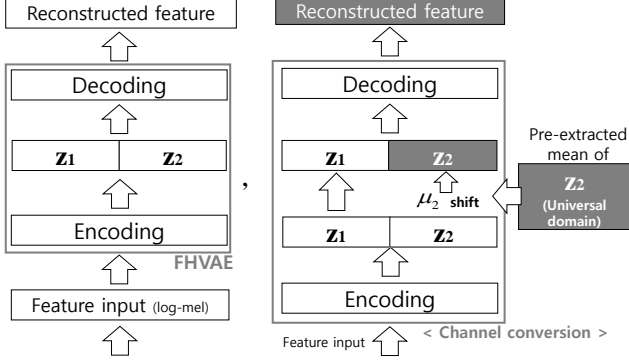 Reconstructed feature
Decoding
z1 z2
Encoding
FHVAE
Feature input (log-mel)
,
Reconstructed feature
Decoding
z1 z2
μ2 shift
z1 z2
Encoding
Feature input
< Channel conversion >
Pre-extracted
mean of
z2
(Universal
domain)